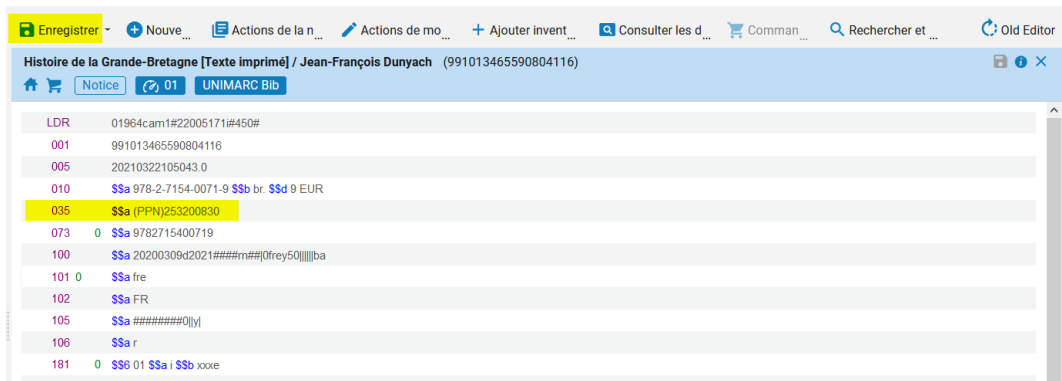 Enregistrer Nouve... Actions de la n... Actions de mo... Ajouter invent... Consulter les d... Comman... Rechercher et ... Old Editor
Histoire de la Grande-Bretagne [Texte imprimé] / Jean-François Dunyach (991013465590804116)
Notice 01 UNIMARC Bib
LDR 01964cam1#22005171i#450#
001 991013465590804116
005 20210322105043.0
010 $$a 978-2-7154-0071-9 $$b br. $$d 9 EUR
035 $$a (PPN)253200830
073 0 $$a 9782715400719
100 $$a 20200309d2021####m##|0frey50||||||ba
101 0 $$a fre
102 $$a FR
105 $$a ########0||y|
106 $$a r
181 0 $$6 01 $$a i $$b xxxe